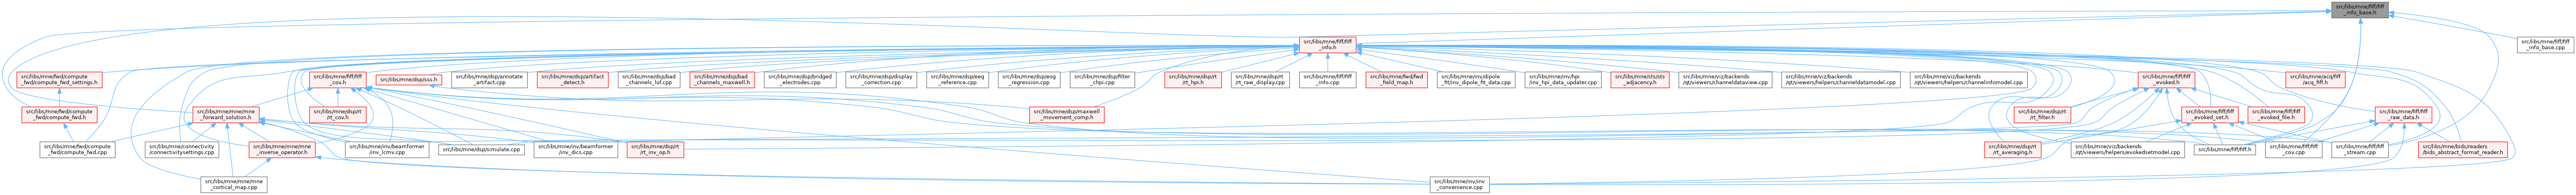 src/libs/mne/fiff/fiff
_info_base.h
src/libs/mne/fiff/fiff
_info.h
src/libs/mne/fiff/fiff
_info_base.cpp
src/libs/mne/fwd/compute
_fwd/compute_fwd_settings.h
src/libs/mne/fiff/fiff
_cov.h
src/libs/mne/dsp/sss.h
src/libs/mne/dsp/annotate
_artifact.cpp
src/libs/mne/dsp/artifact
_detect.h
src/libs/mne/dsp/bad
_channels_lof.cpp
src/libs/mne/dsp/bad
_channels_maxwell.h
src/libs/mne/dsp/bridged
_electrodes.cpp
src/libs/mne/dsp/display
_correction.cpp
src/libs/mne/dsp/eeg
_reference.cpp
src/libs/mne/dsp/eog
_regression.cpp
src/libs/mne/dsp/filter
_chpi.cpp
src/libs/mne/dsp/rt
/rt_hpi.h
src/libs/mne/dsp/rt
/rt_raw_display.cpp
src/libs/mne/fiff/fiff
_info.cpp
src/libs/mne/fwd/fwd
_field_map.h
src/libs/mne/inv/dipole
_fit/inv_dipole_fit_data.cpp
src/libs/mne/inv/hpi
/inv_hpi_data_updater.cpp
src/libs/mne/sts/sts
_adjacency.h
src/libs/mne/viz/backends
/qt/viewers/channeldataview.cpp
src/libs/mne/viz/backends
/qt/viewers/helpers/channeldatamodel.cpp
src/libs/mne/viz/backends
/qt/viewers/helpers/channelinfomodel.cpp
src/libs/mne/fiff/fiff
_evoked.h
src/libs/mne/acq/fiff
/acq_fiff.h
src/libs/mne/fwd/compute
_fwd/compute_fwd.h
src/libs/mne/mne/mne
_forward_solution.h
src/libs/mne/dsp/rt
/rt_cov.h
src/libs/mne/dsp/maxwell
_movement_comp.h
src/libs/mne/dsp/rt
/rt_filter.h
src/libs/mne/fiff/fiff
_evoked_set.h
src/libs/mne/fiff/fiff
_evoked_file.h
src/libs/mne/fiff/fiff
_raw_data.h
src/libs/mne/fwd/compute
_fwd/compute_fwd.cpp
src/libs/mne/connectivity
/connectivitysettings.cpp
src/libs/mne/mne/mne
_inverse_operator.h
src/libs/mne/inv/beamformer
/inv_lcmv.cpp
src/libs/mne/dsp/simulate.cpp
src/libs/mne/inv/beamformer
/inv_dics.cpp
src/libs/mne/dsp/rt
/rt_inv_op.h
src/libs/mne/dsp/rt
/rt_averaging.h
src/libs/mne/viz/backends
/qt/viewers/helpers/evokedsetmodel.cpp
src/libs/mne/fiff/fiff.h
src/libs/mne/fiff/fiff
_cov.cpp
src/libs/mne/fiff/fiff
_stream.cpp
src/libs/mne/bids/readers
/bids_abstract_format_reader.h
src/libs/mne/mne/mne
_cortical_map.cpp
src/libs/mne/inv/inv
_convenience.cpp